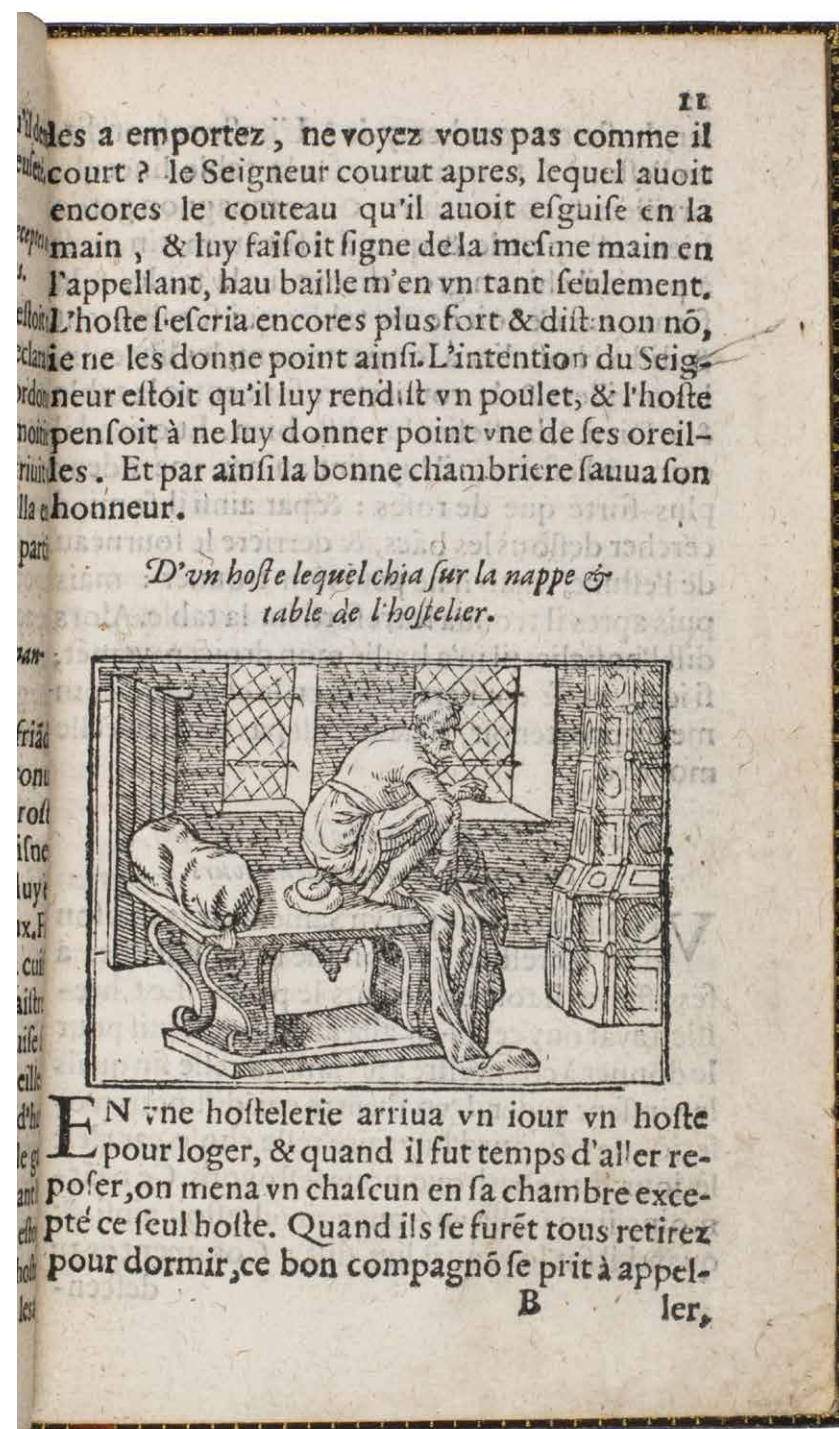 11
les a emportez, ne voyez vous pas comme il
court ? le Seigneur courut apres, lequel auoit
encores le couteau qu'il auoit eſguiſe en la
main , & luy faiſoit ſigne de la meſme main en
l'appellant, hau baille m'en vn tant ſeulement.
L'hoſte ſ'eſcria encores plus fort & diſt non nō,
ie ne les donne point ainſi. L'intention du Seig-
neur eſtoit qu'il luy rendiſt vn poulet, & l'hoſte
penſoit à ne luy donner point vne de ſes oreil-
les . Et par ainſi la bonne chambriere ſauua ſon
honneur.
D'vn hoſte lequel chia ſur la nappe &
table de l'hoſtelier.
EN vne hoſtelerie arriua vn iour vn hoſte
pour loger, & quand il fut temps d'aller re-
poſer, on mena vn chaſcun en ſa chambre exce-
pté ce ſeul hoſte. Quand ils ſe furēt tous retirez
pour dormir, ce bon compagnō ſe prit à appel-
B ler,